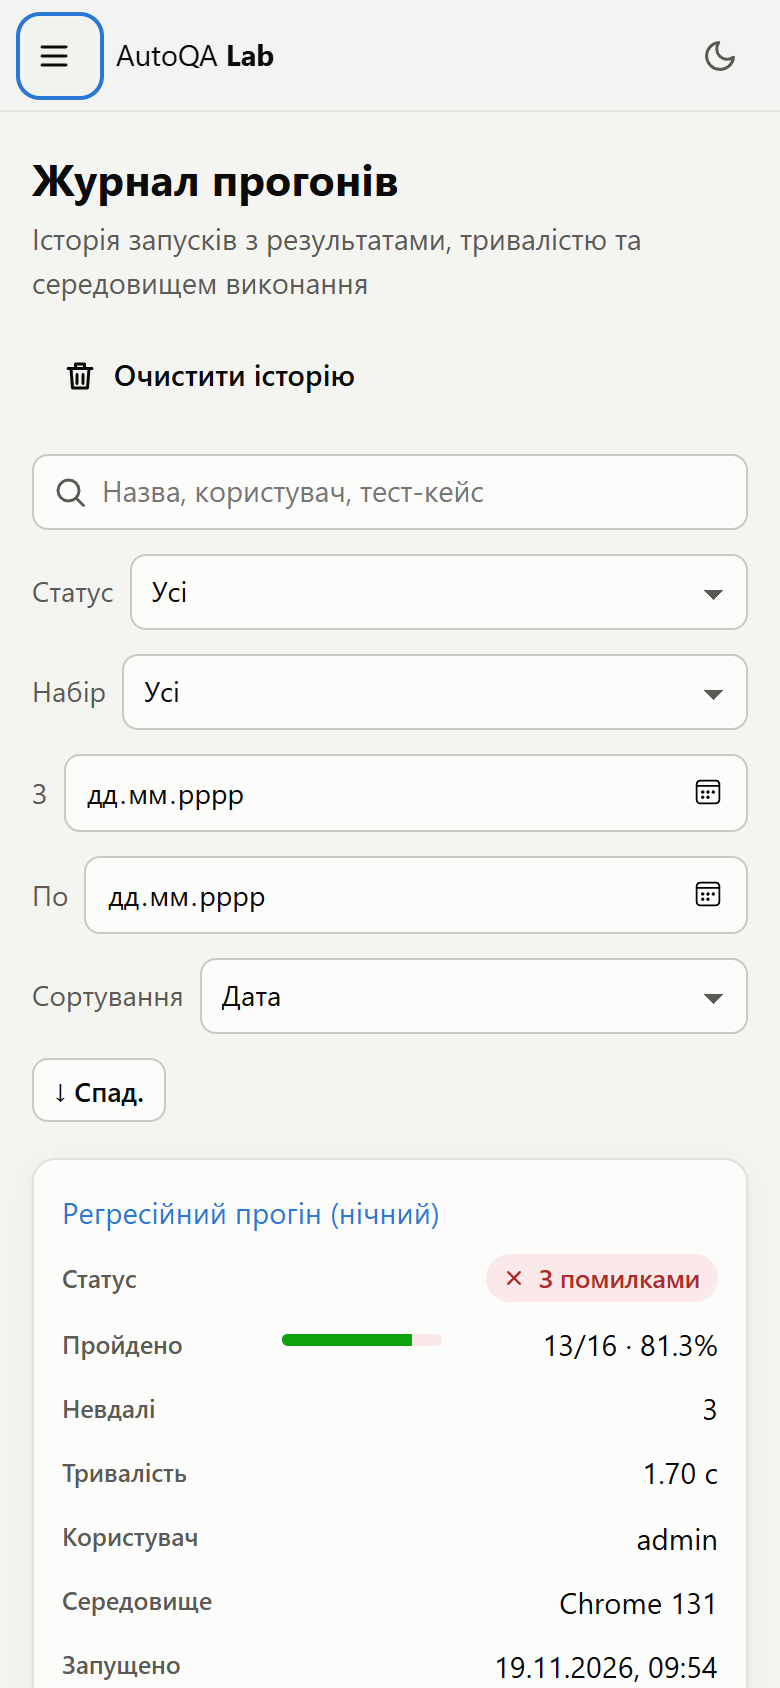 AutoQA Lab
Журнал прогонів
Історія запусків з результатами, тривалістю та
середовищем виконання
Очистити історію
Назва, користувач, тест-кейс
Статус Усі
Набір Усі
З дд.мм.рррр
По дд.мм.рррр
Сортування Дата
↓ Спад.
Регресійний прогін (нічний)
Статус ✕ З помилками
Пройдено 13/16 · 81.3%
Невдалі 3
Тривалість 1.70 с
Користувач admin
Середовище Chrome 131
Запущено 19.11.2026, 09:54